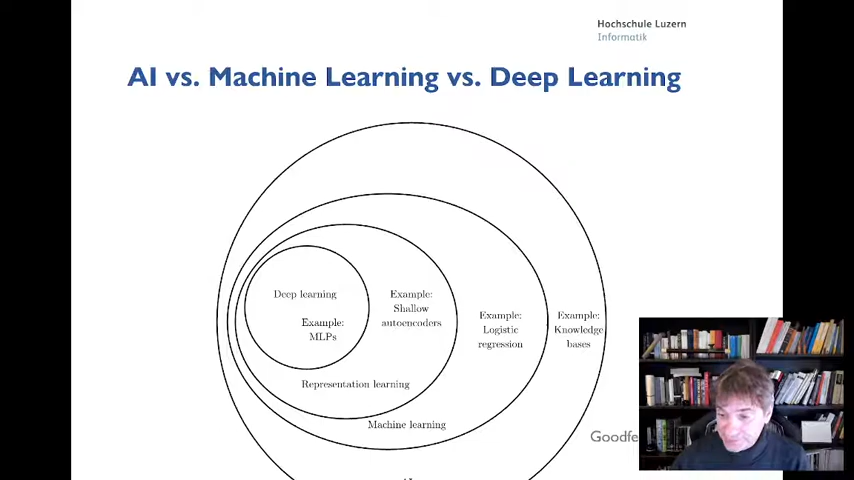 Hochschule Luzern
Informatik
AI vs. Machine Learning vs. Deep Learning
Deep learning
Example:
MLPs
Example:
Shallow
autoencoders
Example:
Logistic
regression
Example:
Knowledge
bases
Representation learning
Machine learning